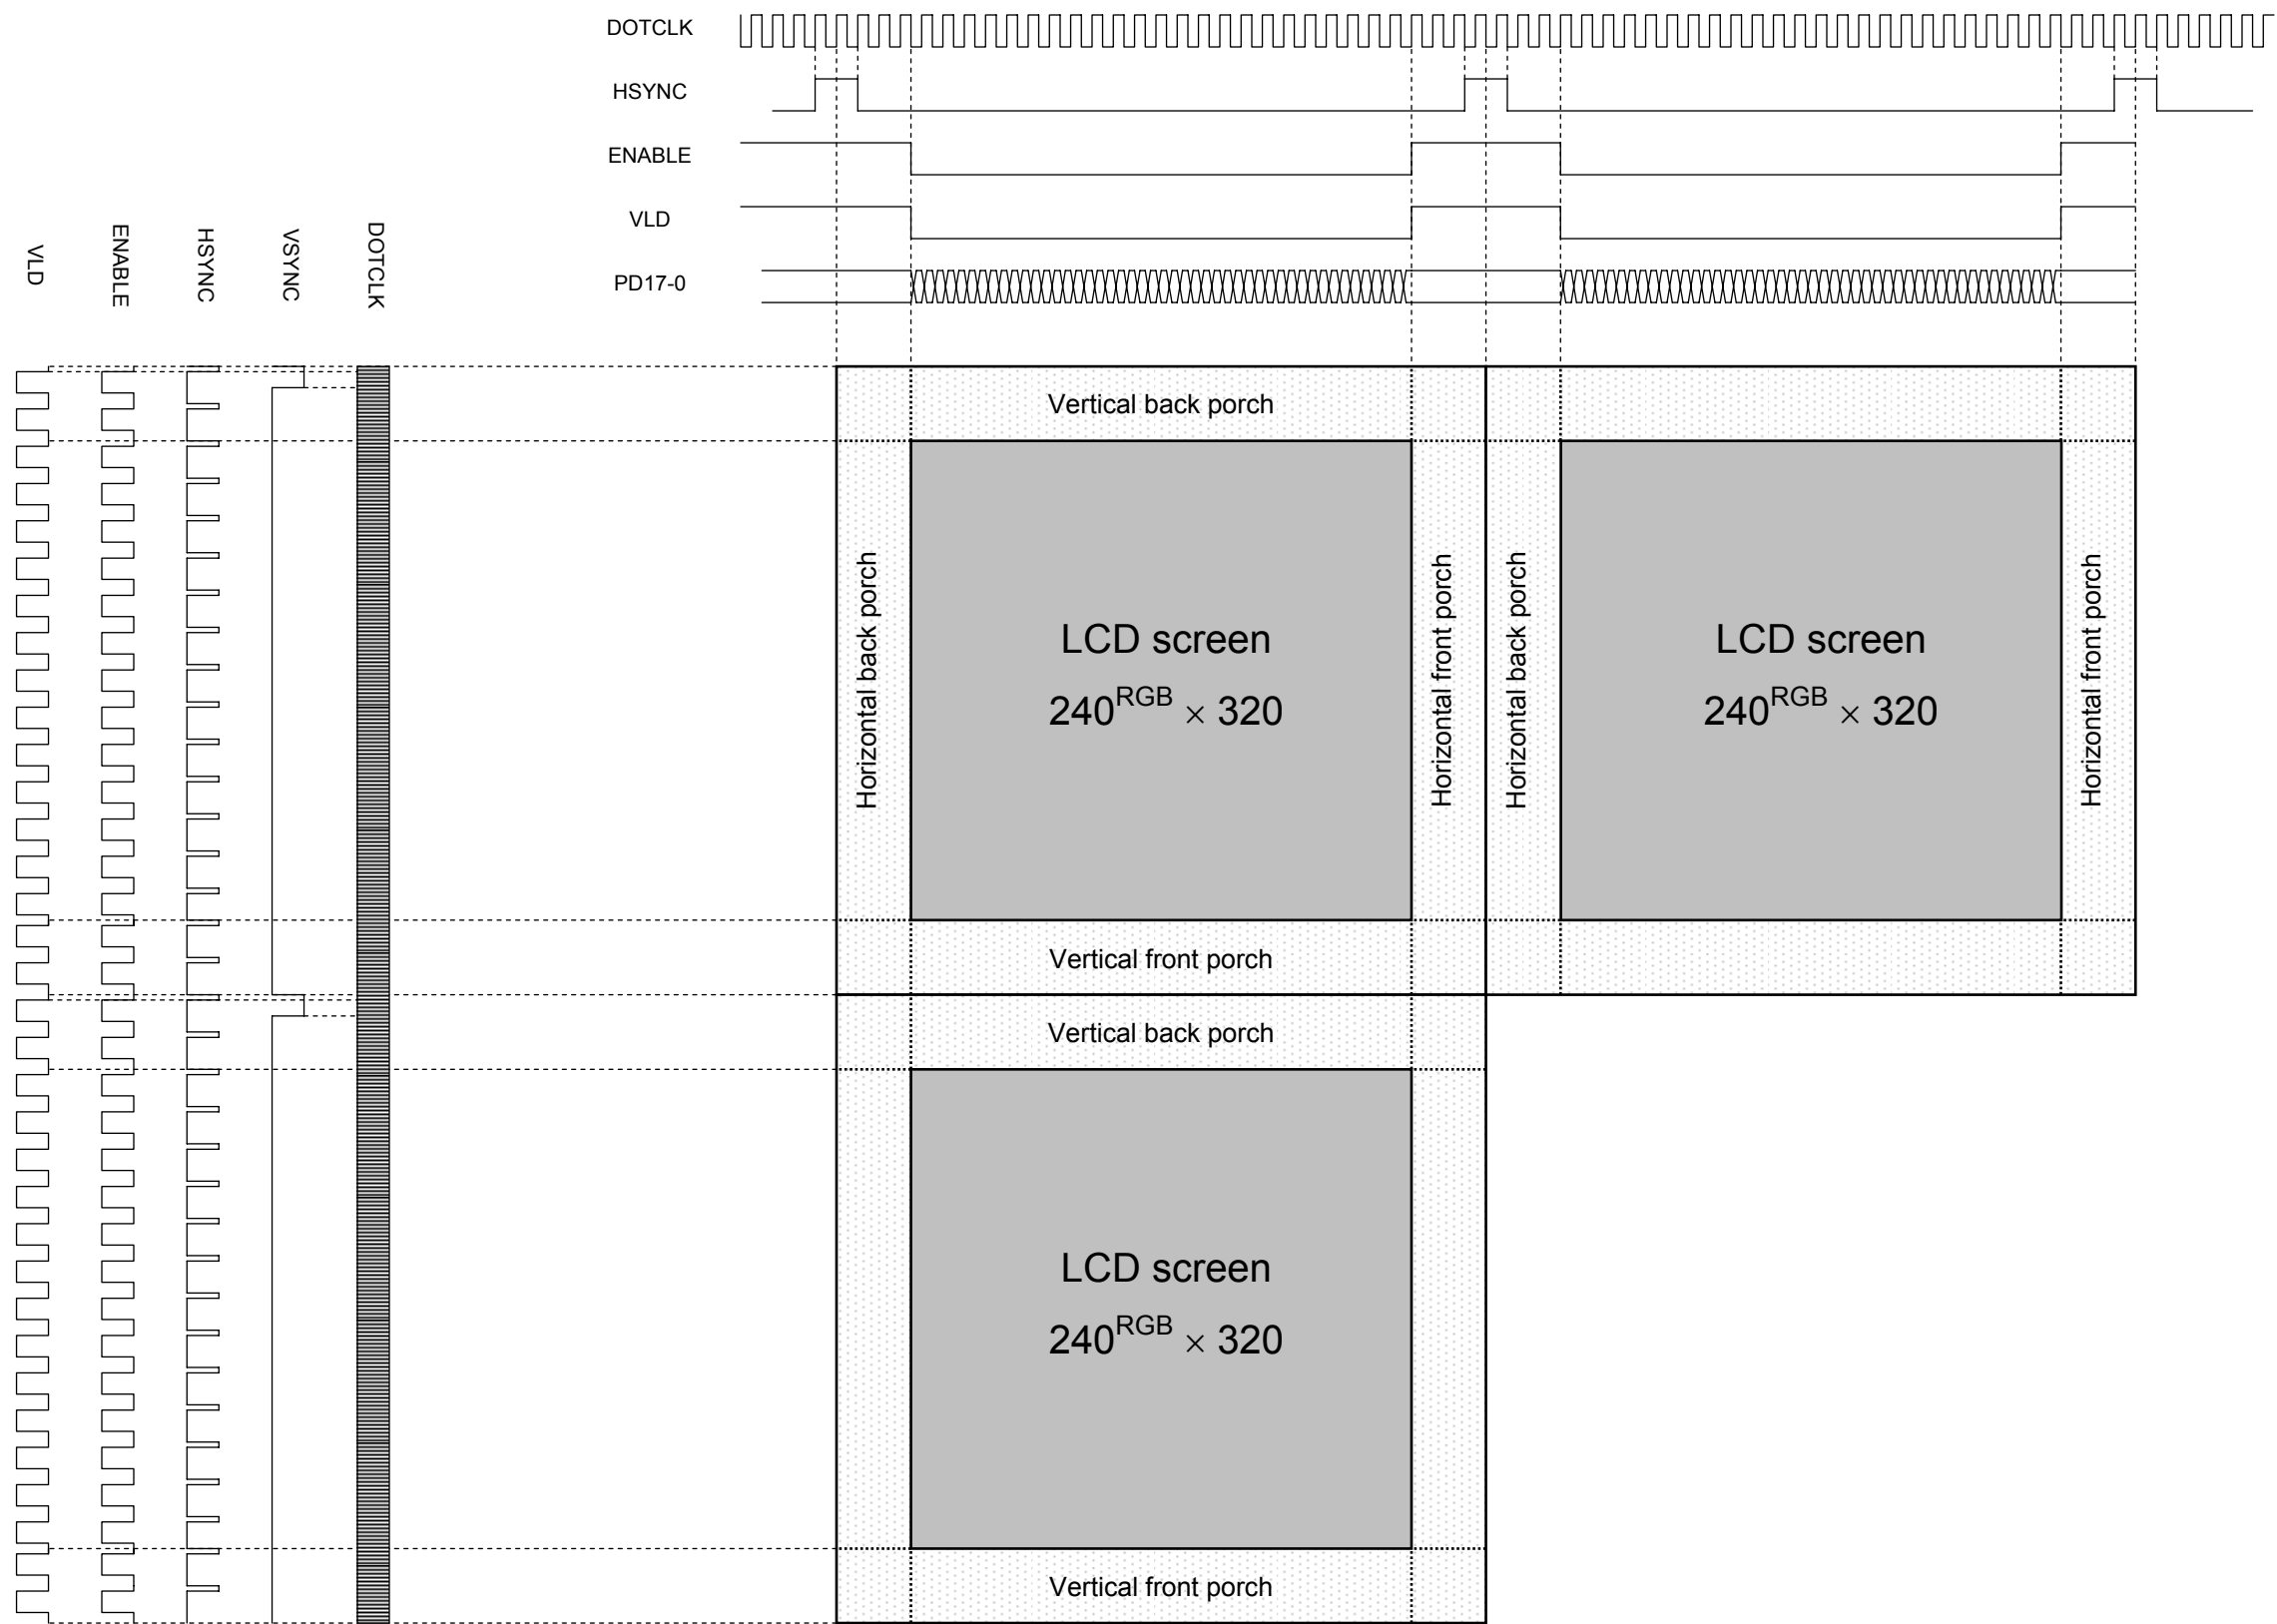 DOTCLK
HSYNC
ENABLE
VLD
PD17-0
VLD
ENABLE
HSYNC
VSYNC
DOTCLK
Vertical back porch
Horizontal back porch
LCD screen
240RGB × 320
Horizontal front porch
Horizontal back porch
LCD screen
240RGB × 320
Horizontal front porch
Vertical front porch
Vertical back porch
LCD screen
240RGB × 320
Vertical front porch